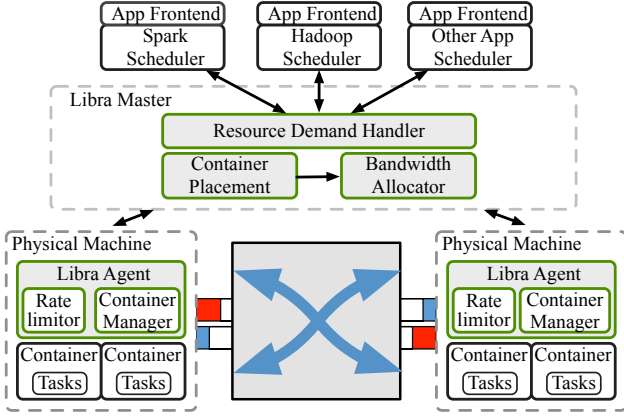 App Frontend
Spark
Scheduler
App Frontend
Hadoop
Scheduler
App Frontend
Other App
Scheduler
Libra Master
Resource Demand Handler
Container
Placement
Bandwidth
Allocator
Physical Machine
Libra Agent
Rate
limitor
Container
Manager
Container
Tasks
Container
Tasks
Physical Machine
Libra Agent
Rate
limitor
Container
Manager
Container
Tasks
Container
Tasks